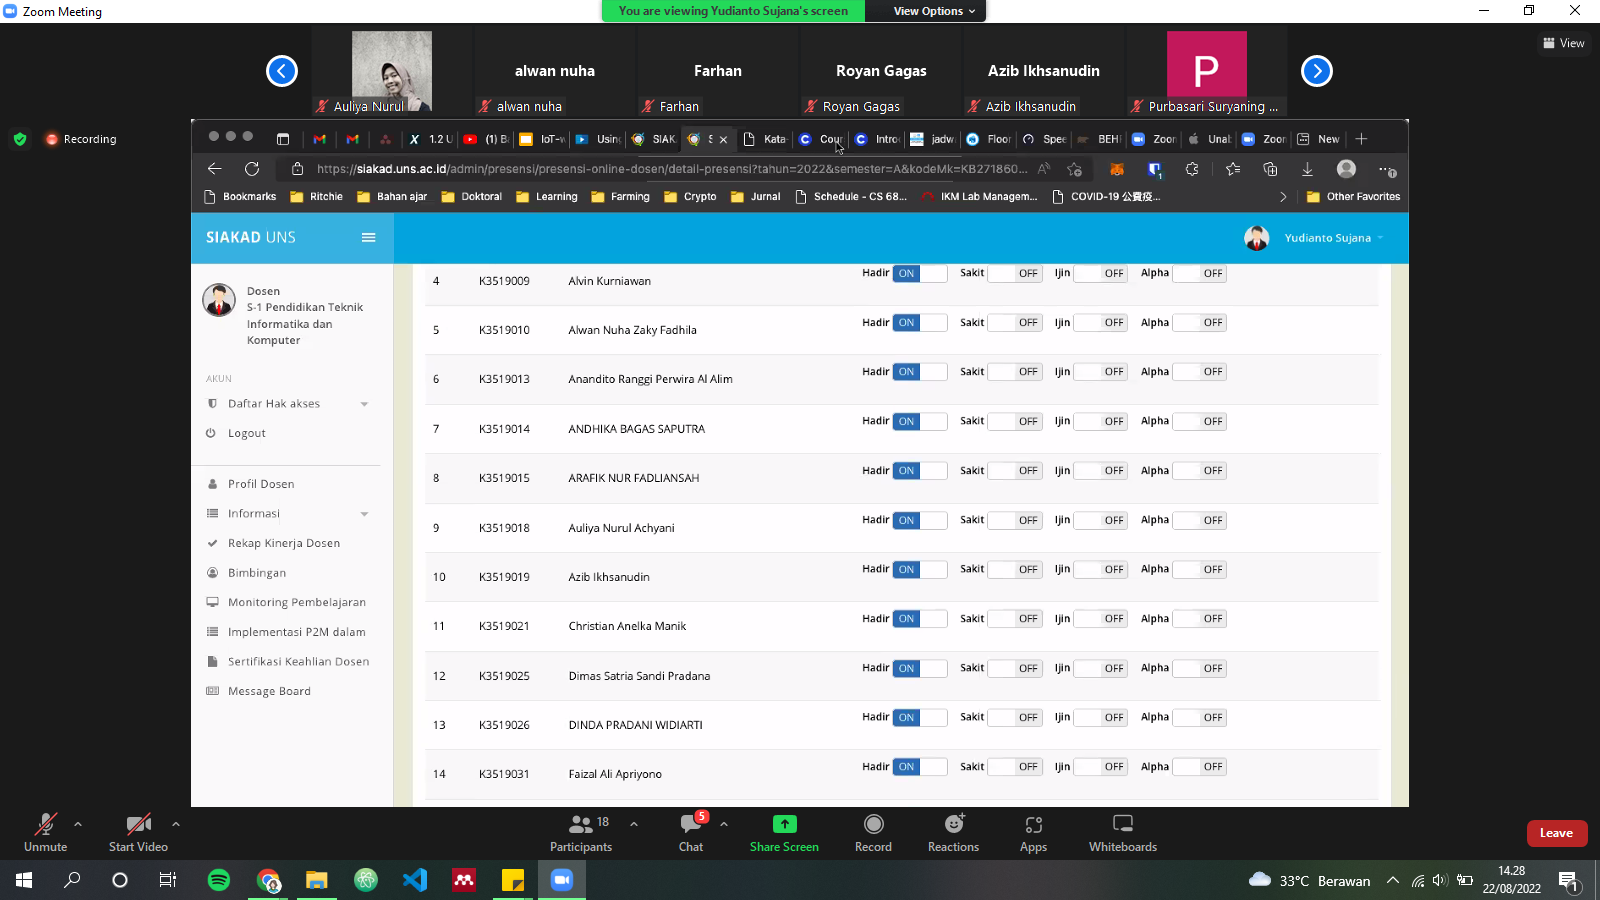 Zoom Meeting
You are viewing Yudianto Sujana's screen
View Options
View
alwan nuha
Farhan
Royan Gagas
Azib Ikhsanudin
P
Auliya Nurul
alwan nuha
Farhan
Royan Gagas
Azib Ikhsanudin
Purbasari Suryaning ...
Recording
1.2 U
(1) Ba
IoT-w
Using
SIAK
S
Kata-
Cour
Intro
jadw
Floor
Spee
BEHI
Zoon
Unab
Zoon
New
https://siakad.uns.ac.id/admin/presensi/presensi-online-dosen/detail-presensi?tahun=2022&semester=A&kodeMk=KB271860...
Bookmarks
Ritchie
Bahan ajar
Doktoral
Learning
Farming
Crypto
Jurnal
Schedule - CS 68...
IKM Lab Managem...
COVID-19 公費疫...
Other Favorites
SIAKAD UNS
Yudianto Sujana
Dosen
S-1 Pendidikan Teknik
Informatika dan
Komputer
AKUN
Daftar Hak akses
Logout
Profil Dosen
Informasi
Rekap Kinerja Dosen
Bimbingan
Monitoring Pembelajaran
Implementasi P2M dalam
Sertifikasi Keahlian Dosen
Message Board
4 K3519009 Alvin Kurniawan Hadir ON Sakit OFF Ijin OFF Alpha OFF
5 K3519010 Alwan Nuha Zaky Fadhila Hadir ON Sakit OFF Ijin OFF Alpha OFF
6 K3519013 Anandito Ranggi Perwira Al Alim Hadir ON Sakit OFF Ijin OFF Alpha OFF
7 K3519014 ANDHIKA BAGAS SAPUTRA Hadir ON Sakit OFF Ijin OFF Alpha OFF
8 K3519015 ARAFIK NUR FADLIANSAH Hadir ON Sakit OFF Ijin OFF Alpha OFF
9 K3519018 Auliya Nurul Achyani Hadir ON Sakit OFF Ijin OFF Alpha OFF
10 K3519019 Azib Ikhsanudin Hadir ON Sakit OFF Ijin OFF Alpha OFF
11 K3519021 Christian Anelka Manik Hadir ON Sakit OFF Ijin OFF Alpha OFF
12 K3519025 Dimas Satria Sandi Pradana Hadir ON Sakit OFF Ijin OFF Alpha OFF
13 K3519026 DINDA PRADANI WIDIARTI Hadir ON Sakit OFF Ijin OFF Alpha OFF
14 K3519031 Faizal Ali Apriyono Hadir ON Sakit OFF Ijin OFF Alpha OFF
Unmute
Start Video
18
Participants
5
Chat
Share Screen
Record
Reactions
Apps
Whiteboards
Leave
33°C Berawan
14.28
22/08/2022
1